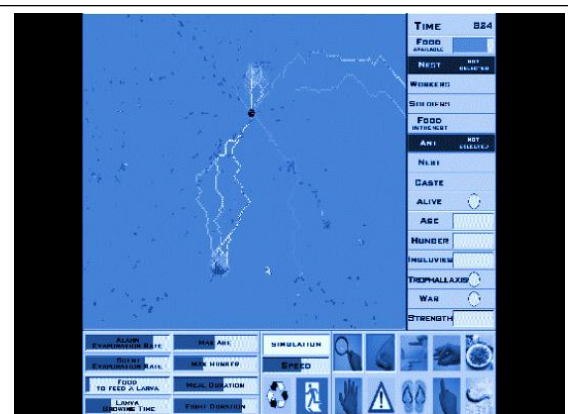 TIME 824
FOOD
AVAILABLE
NEST NOT
SELECTED
WORKERS
SOLDIERS
FOOD
IN THE NEST
ANT NOT
SELECTED
NEST
CASTE
ALIVE
AGE
HUNGER
INGLUVIES
TROPHALLAXIS
WAR
STRENGTH
ALARM
EVAPORATION RATE
MAX AGE
SIMULATION
SCENT
EVAPORATION RATE
MAX HUNGER
SPEED
FOOD
TO FEED A LARVA
MEAL DURATION
LARVA
GROWING TIME
FIGHT DURATION